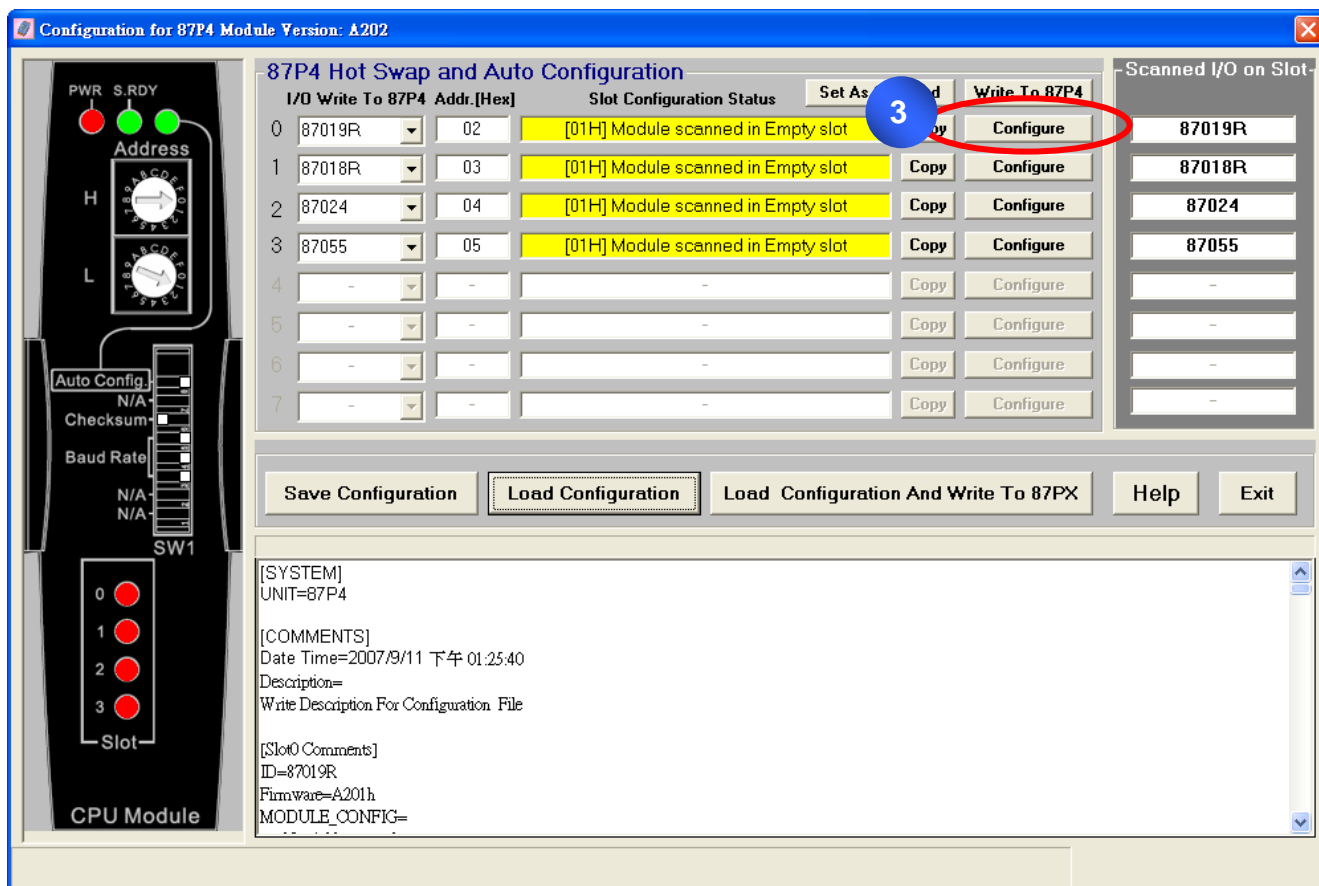 Configuration for 87P4 Module Version: A202
PWR S.RDY
Address
H
L
Auto Config.
N/A
Checksum
Baud Rate
N/A
N/A
SW1
0
1
2
3
Slot
CPU Module
87P4 Hot Swap and Auto Configuration
I/O Write To 87P4 Addr.[Hex] Slot Configuration Status Set As Write To 87P4
3
0 87019R 02 [01H] Module scanned in Empty slot Configure
1 87018R 03 [01H] Module scanned in Empty slot Copy Configure
2 87024 04 [01H] Module scanned in Empty slot Copy Configure
3 87055 05 [01H] Module scanned in Empty slot Copy Configure
4 - - - Copy Configure
5 - - - Copy Configure
6 - - - Copy Configure
7 - - - Copy Configure
Scanned I/O on Slot
87019R
87018R
87024
87055
-
-
-
-
Save Configuration Load Configuration Load Configuration And Write To 87PX Help Exit
[SYSTEM]
UNIT=87P4
[COMMENTS]
Date Time=2007/9/11 下午 01:25:40
Description=
Write Description For Configuration File
[Slot0 Comments]
ID=87019R
Firmware=A201h
MODULE_CONFIG=